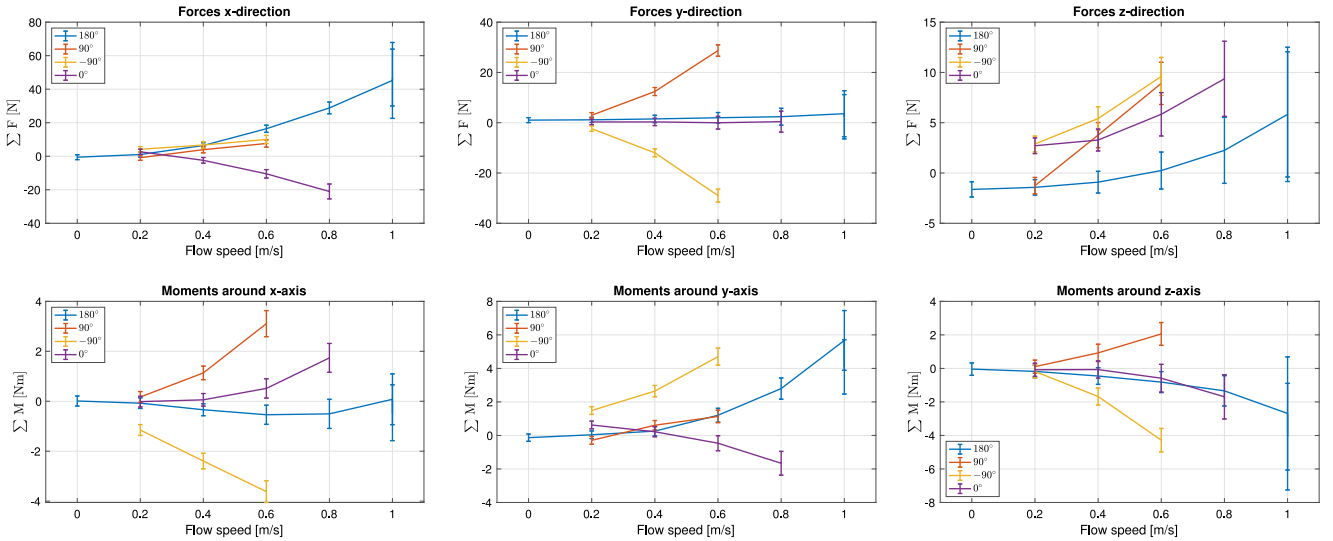 Forces x-direction
80
60
40
20
0
-20
-40
∑ F [N]
180°
90°
−90°
0°
0 0.2 0.4 0.6 0.8 1
Flow speed [m/s]
Forces y-direction
40
20
0
-20
-40
∑ F [N]
180°
90°
−90°
0°
0 0.2 0.4 0.6 0.8 1
Flow speed [m/s]
Forces z-direction
15
10
5
0
-5
∑ F [N]
180°
90°
−90°
0°
0 0.2 0.4 0.6 0.8 1
Flow speed [m/s]
Moments around x-axis
4
2
0
-2
-4
∑ M [Nm]
180°
90°
−90°
0°
0 0.2 0.4 0.6 0.8 1
Flow speed [m/s]
Moments around y-axis
8
6
4
2
0
-2
-4
∑ M [Nm]
180°
90°
−90°
0°
0 0.2 0.4 0.6 0.8 1
Flow speed [m/s]
Moments around z-axis
4
2
0
-2
-4
-6
-8
∑ M [Nm]
180°
90°
−90°
0°
0 0.2 0.4 0.6 0.8 1
Flow speed [m/s]